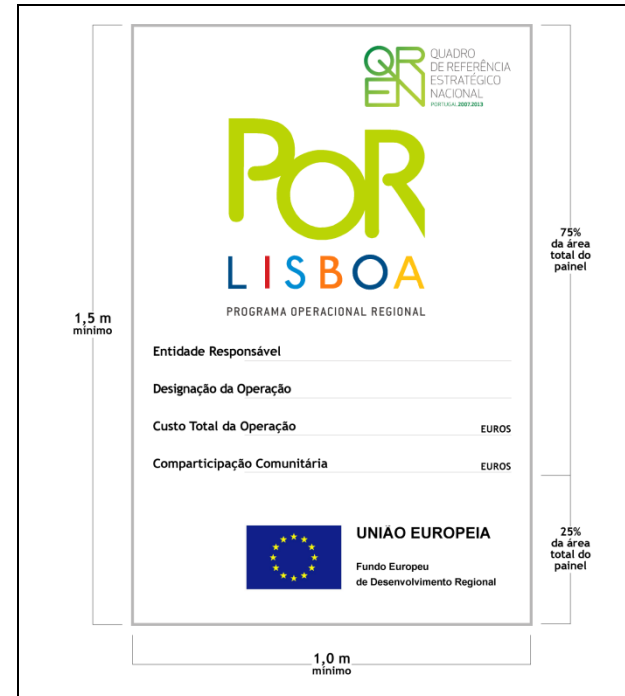 QREN
QUADRO
DE REFERÊNCIA
ESTRATÉGICO
NACIONAL
PORTUGAL 2007.2013
POR
LISBOA
PROGRAMA OPERACIONAL REGIONAL
75%
da área
total do
painel
1,5 m
mínimo
Entidade Responsável
Designação da Operação
Custo Total da Operação EUROS
Comparticipação Comunitária EUROS
UNIÃO EUROPEIA
Fundo Europeu
de Desenvolvimento Regional
25%
da área
total do
painel
1,0 m
mínimo